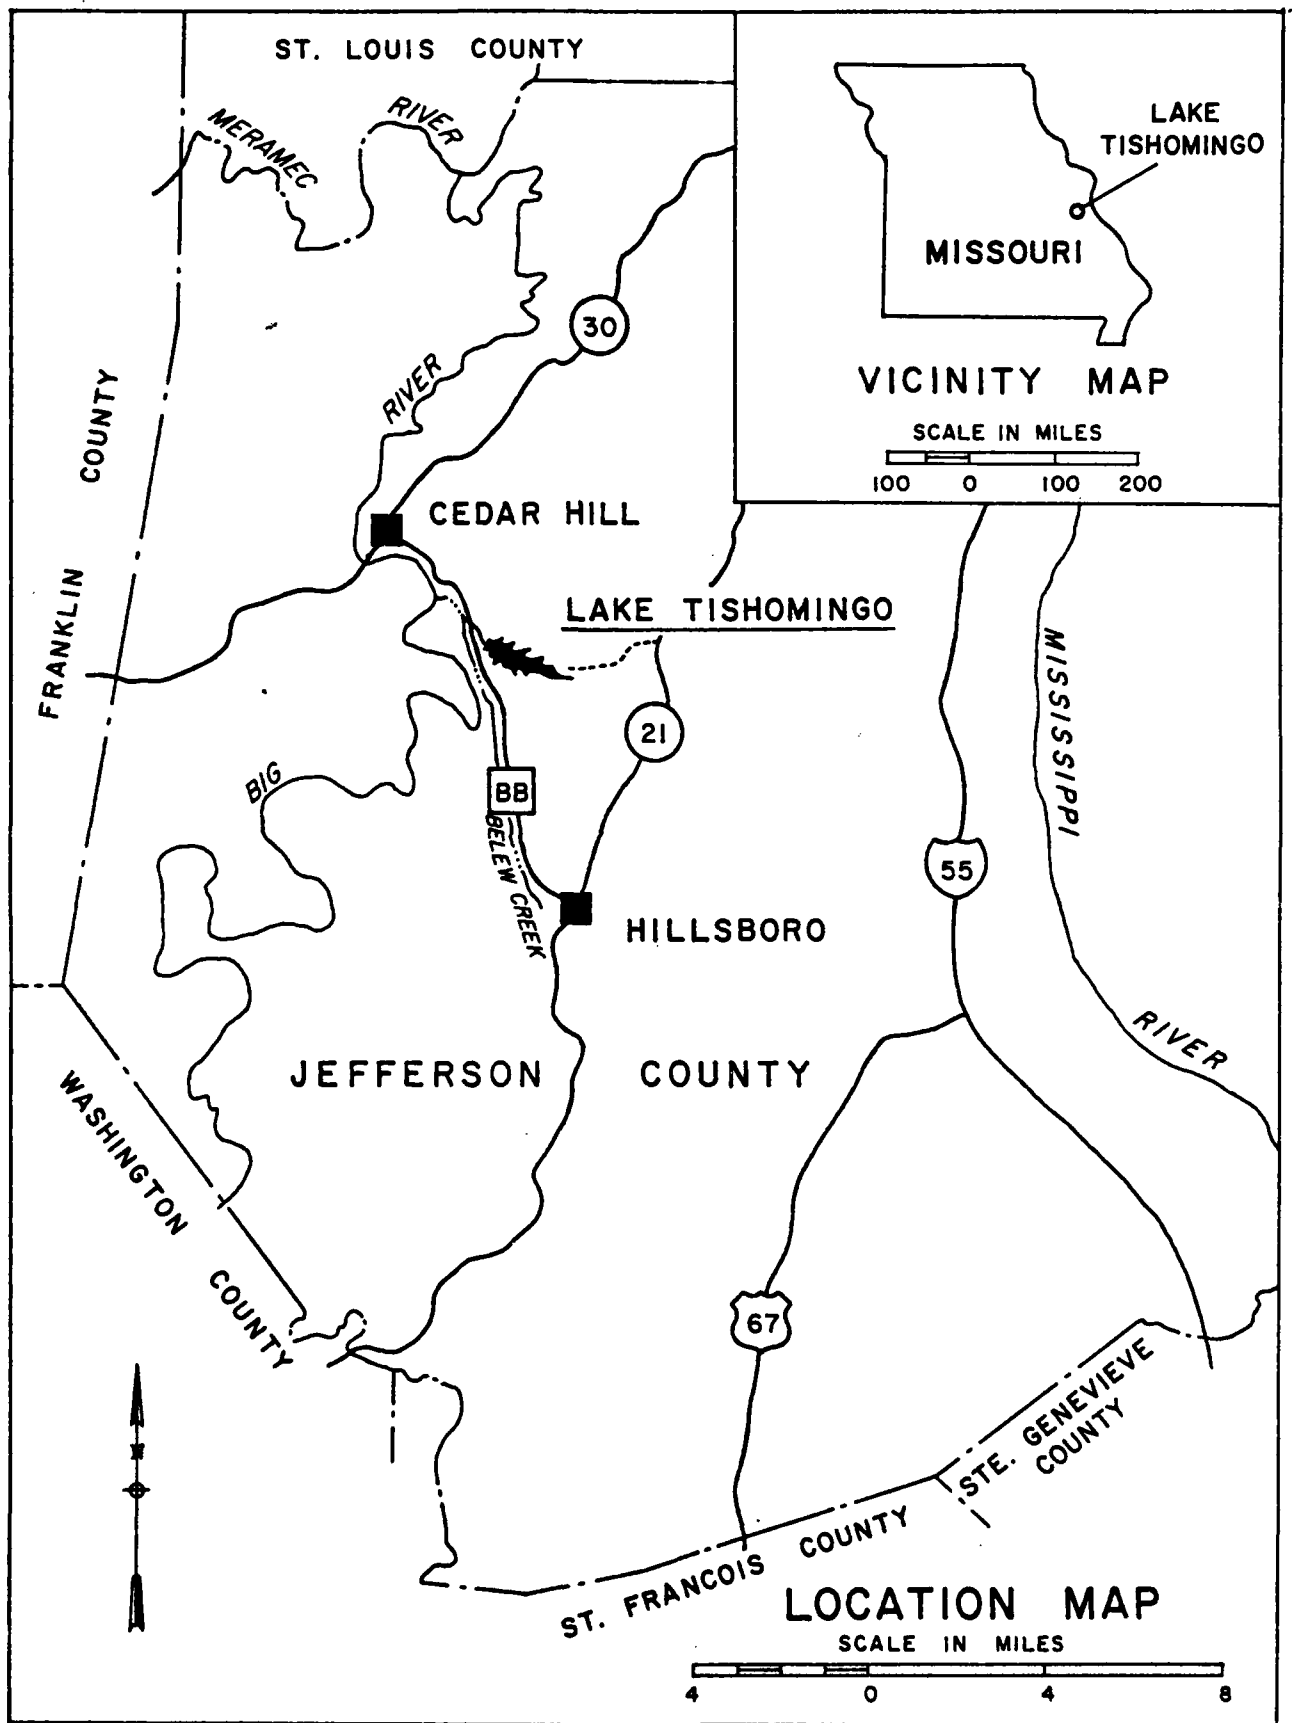 ST. LOUIS COUNTY
MERAMEC RIVER
LAKE
TISHOMINGO
MISSOURI
VICINITY MAP
SCALE IN MILES
100 0 100 200
30
RIVER
FRANKLIN COUNTY
CEDAR HILL
LAKE TISHOMINGO
MISSISSIPPI
21
BIG
BB
BELEW CREEK
55
HILLSBORO
RIVER
JEFFERSON COUNTY
WASHINGTON COUNTY
67
STE. GENEVIEVE
COUNTY
N
ST. FRANCOIS COUNTY
LOCATION MAP
SCALE IN MILES
4 0 4 8